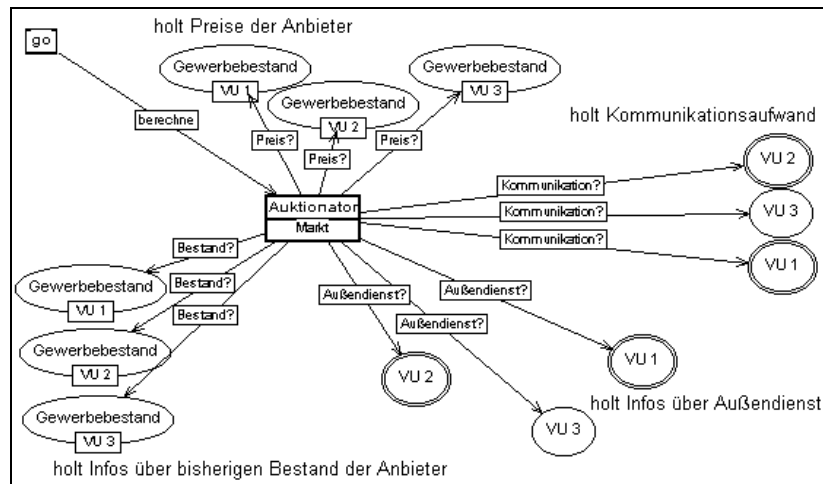 holt Preise der Anbieter
go
Gewerbebestand
VU 1
Gewerbebestand
VU 2
Gewerbebestand
VU 3
berechne
Preis?
Preis?
Preis?
holt Kommunikationsaufwand
VU 2
VU 3
VU 1
Kommunikation?
Kommunikation?
Kommunikation?
Auktionator
Markt
Bestand?
Bestand?
Bestand?
Gewerbebestand
VU 1
Gewerbebestand
VU 2
Gewerbebestand
VU 3
Außendienst?
Außendienst?
Außendienst?
VU 2
VU 1
VU 3
holt Infos über Außendienst
holt Infos über bisherigen Bestand der Anbieter